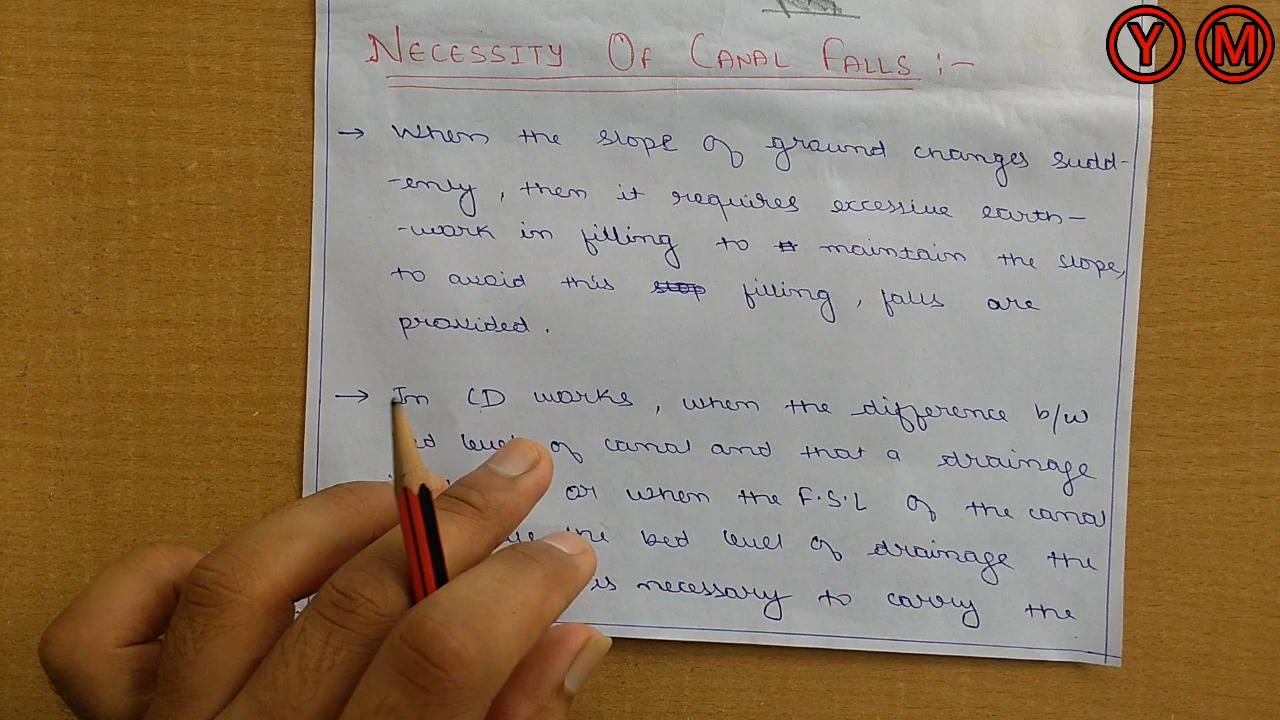 Y M
NECESSITY OF CANAL FALLS :-
→ When the slope of ground changes sudd-
-enly, then it requires excessive earth-
-work in filling to maintain the slope,
to avoid this filling, falls are
provided.
→ In CD works, when the difference b/w
level of canal and that a drainage
or when the F.S.L of the canal
the bed level of drainage the
is necessary to carry the